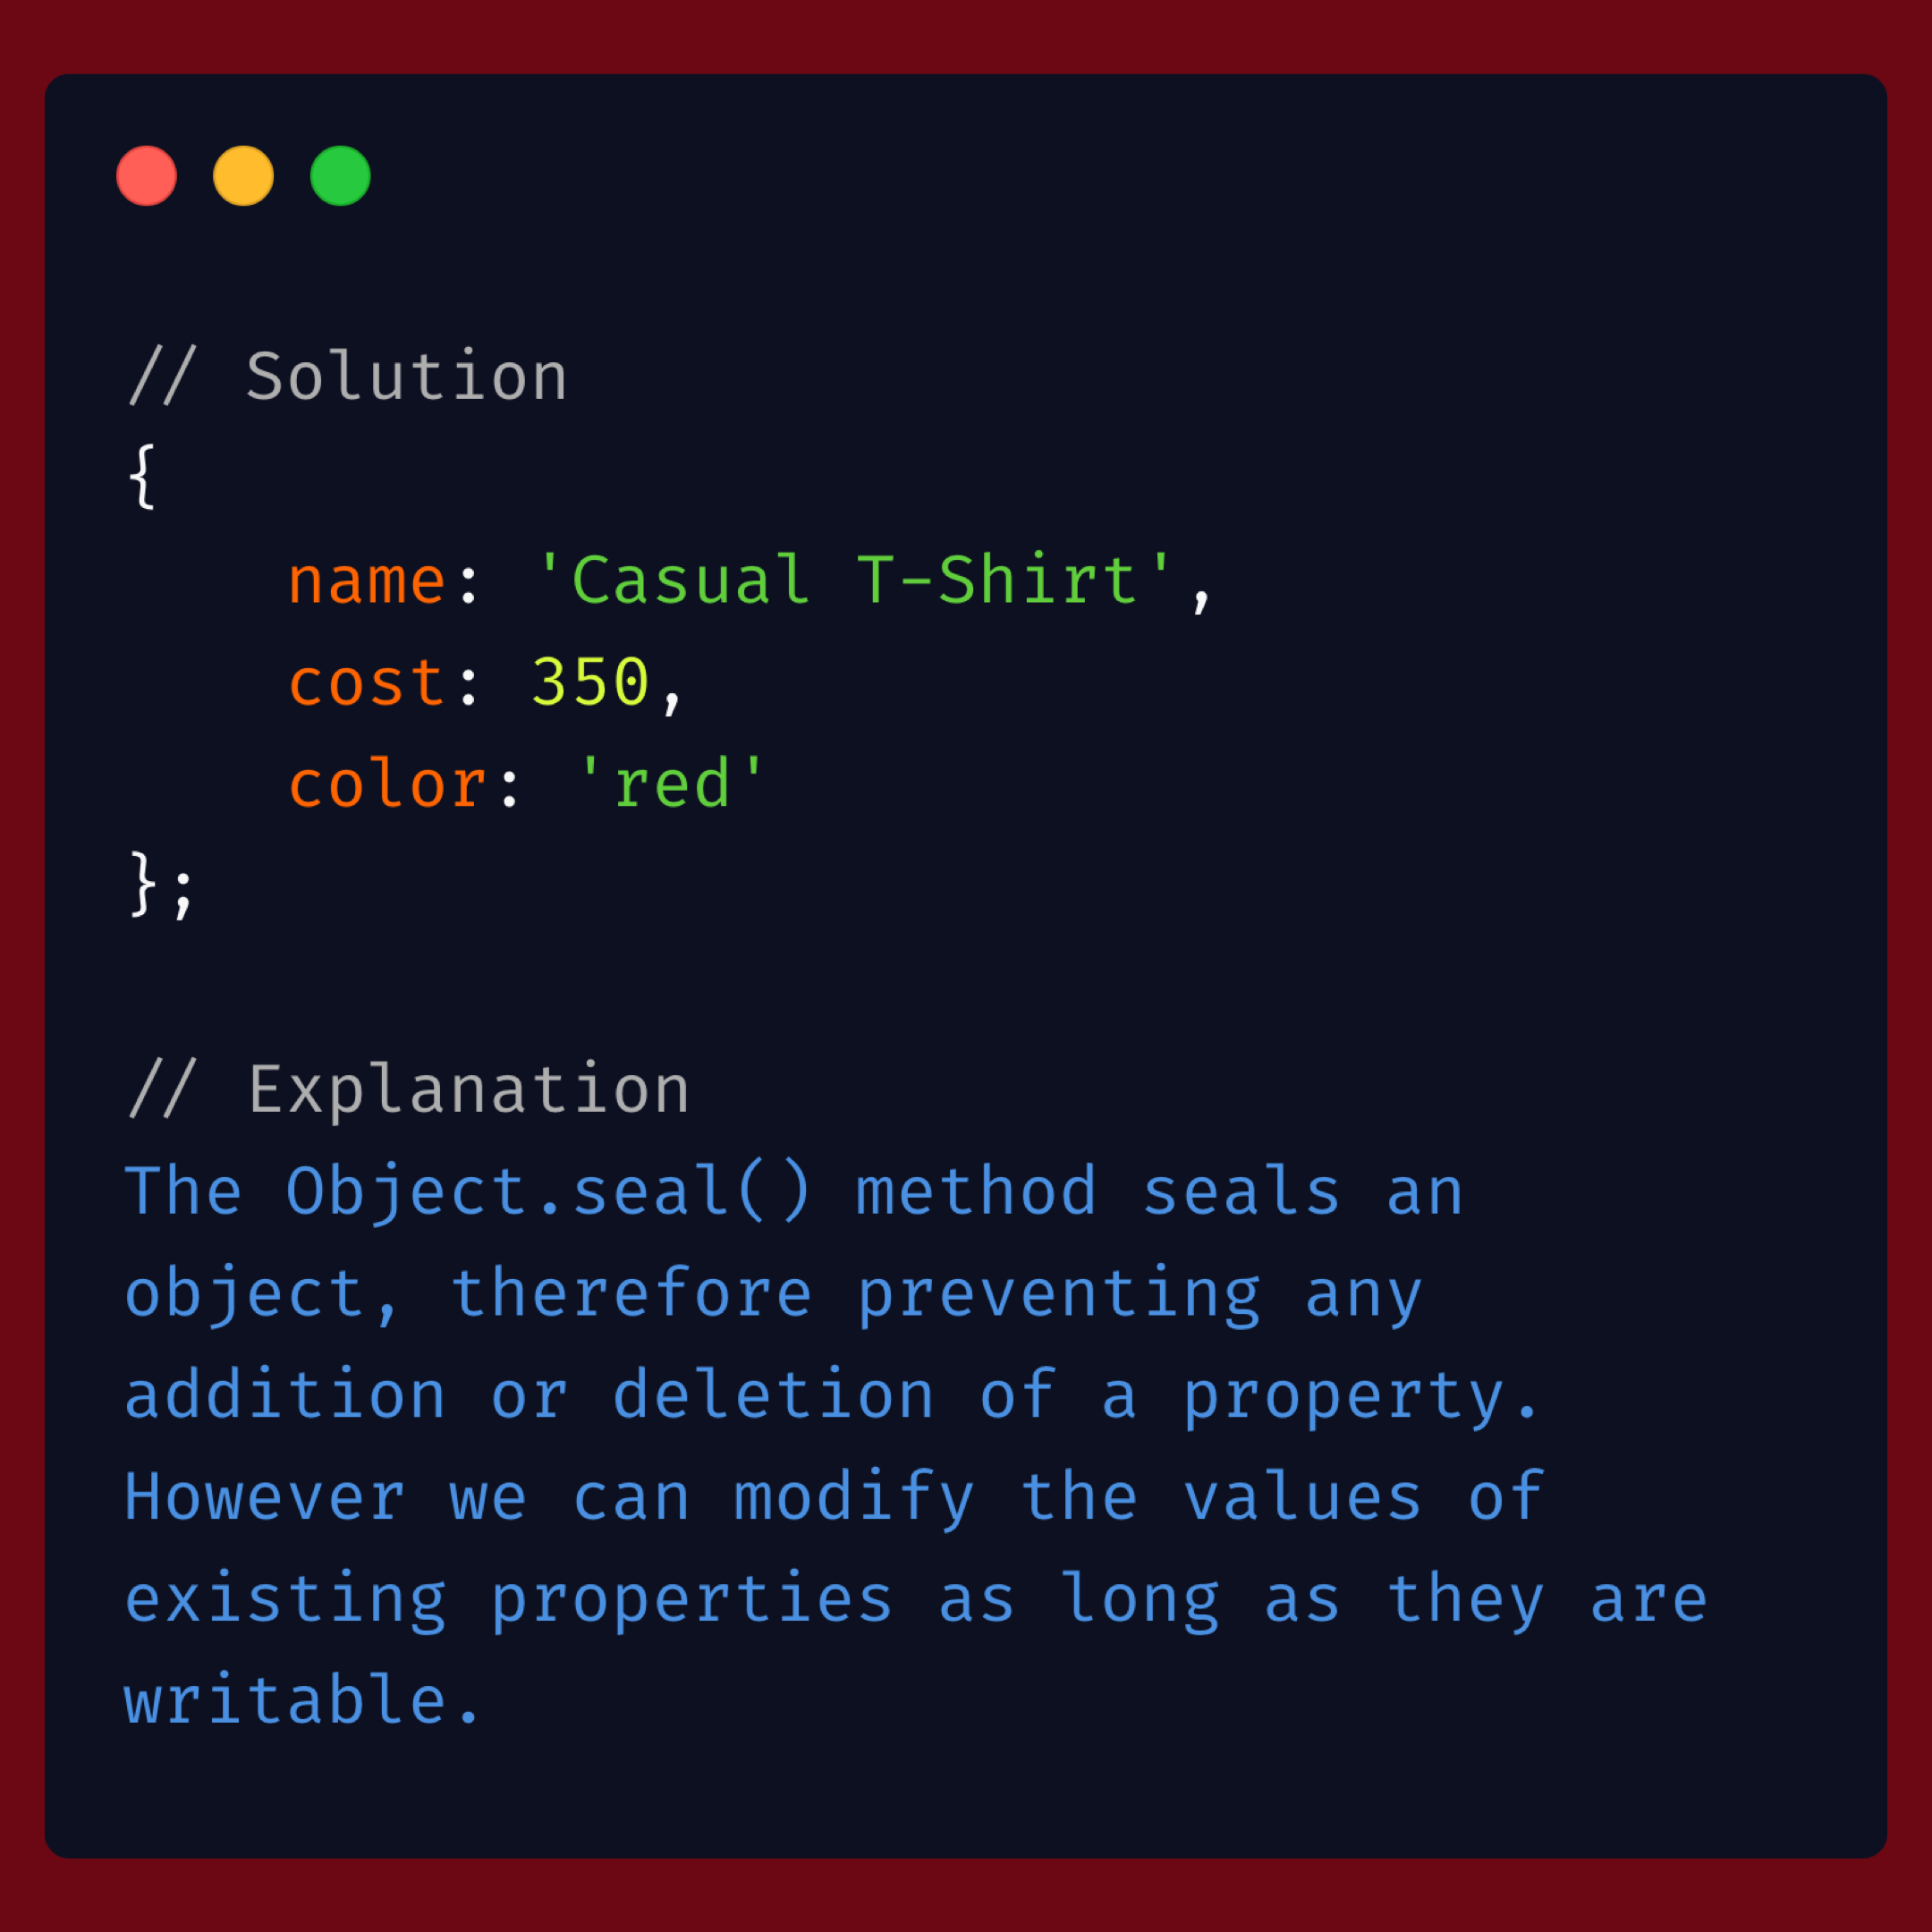 // Solution
{
    name: 'Casual T-Shirt',
    cost: 350,
    color: 'red'
};
// Explanation
The Object.seal() method seals an
object, therefore preventing any
addition or deletion of a property.
However we can modify the values of
existing properties as long as they are
writable.